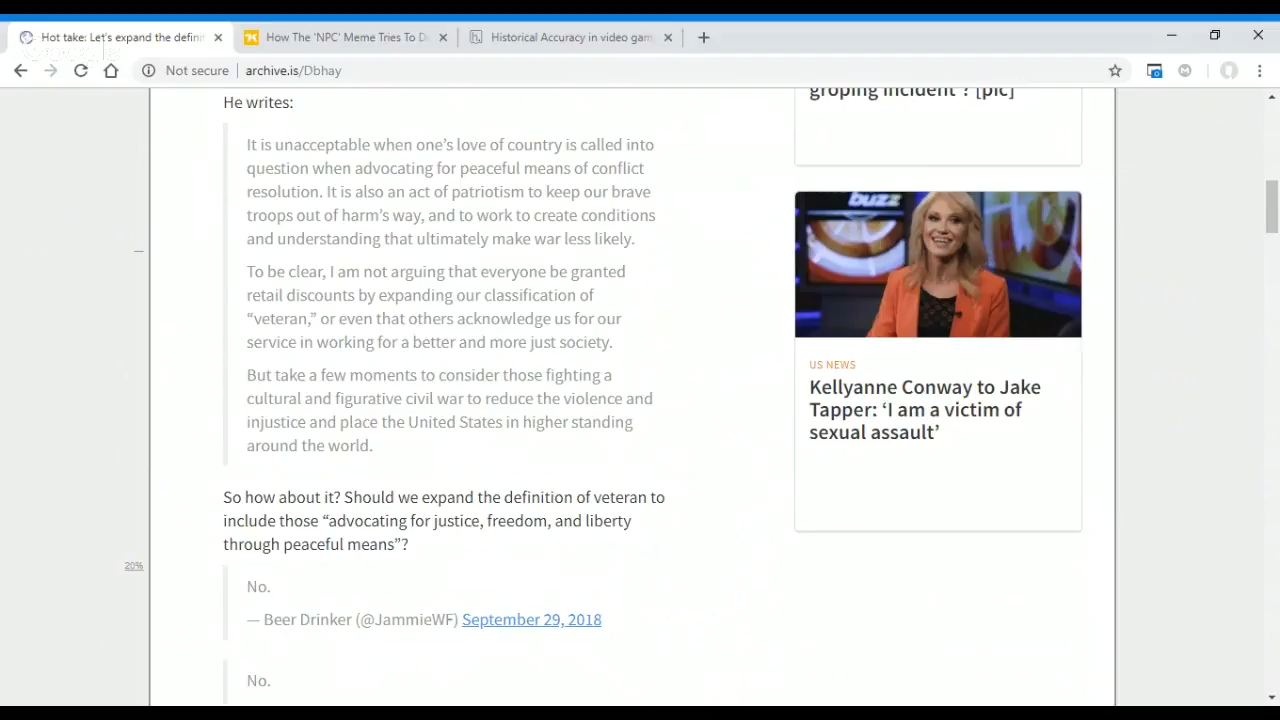 Hot take: Let's expand the defini
How The 'NPC' Meme Tries To D
Historical Accuracy in video gam
Not secure
archive.is/Dbhay
He writes:
It is unacceptable when one's love of country is called into
question when advocating for peaceful means of conflict
resolution. It is also an act of patriotism to keep our brave
troops out of harm's way, and to work to create conditions
and understanding that ultimately make war less likely.
To be clear, I am not arguing that everyone be granted
retail discounts by expanding our classification of
“veteran,” or even that others acknowledge us for our
service in working for a better and more just society.
But take a few moments to consider those fighting a
cultural and figurative civil war to reduce the violence and
injustice and place the United States in higher standing
around the world.
So how about it? Should we expand the definition of veteran to
include those “advocating for justice, freedom, and liberty
through peaceful means”?
20%
No.
— Beer Drinker (@JammieWF) September 29, 2018
No.
groping incident'? [pic]
buzz
US NEWS
Kellyanne Conway to Jake
Tapper: ‘I am a victim of
sexual assault’